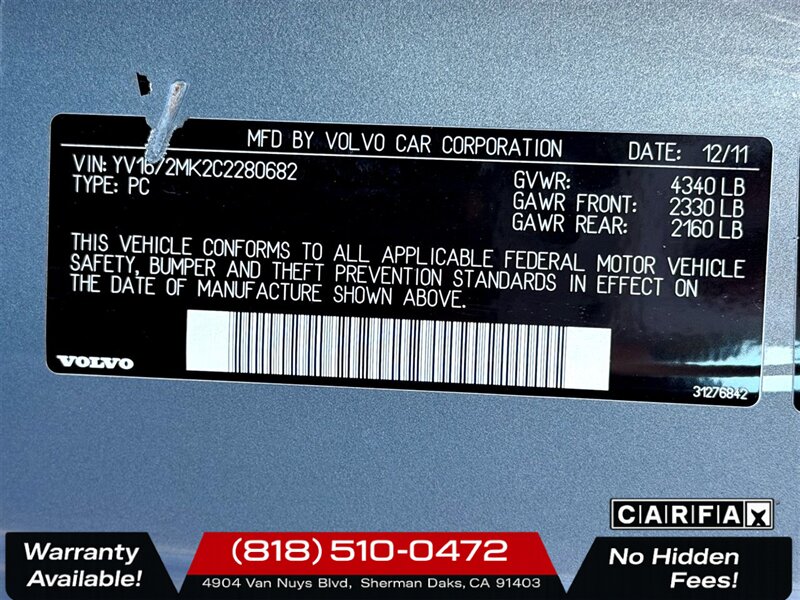 MFD BY VOLVO CAR CORPORATION DATE: 12/11
VIN: YV1672MK2C2280682
TYPE: PC
GVWR: 4340 LB
GAWR FRONT: 2330 LB
GAWR REAR: 2160 LB
THIS VEHICLE CONFORMS TO ALL APPLICABLE FEDERAL MOTOR VEHICLE
SAFETY, BUMPER AND THEFT PREVENTION STANDARDS IN EFFECT ON
THE DATE OF MANUFACTURE SHOWN ABOVE.
VOLVO
31276842
CARFAX
Warranty
Available!
(818) 510-0472
4904 Van Nuys Blvd, Sherman Daks, CA 91403
No Hidden
Fees!